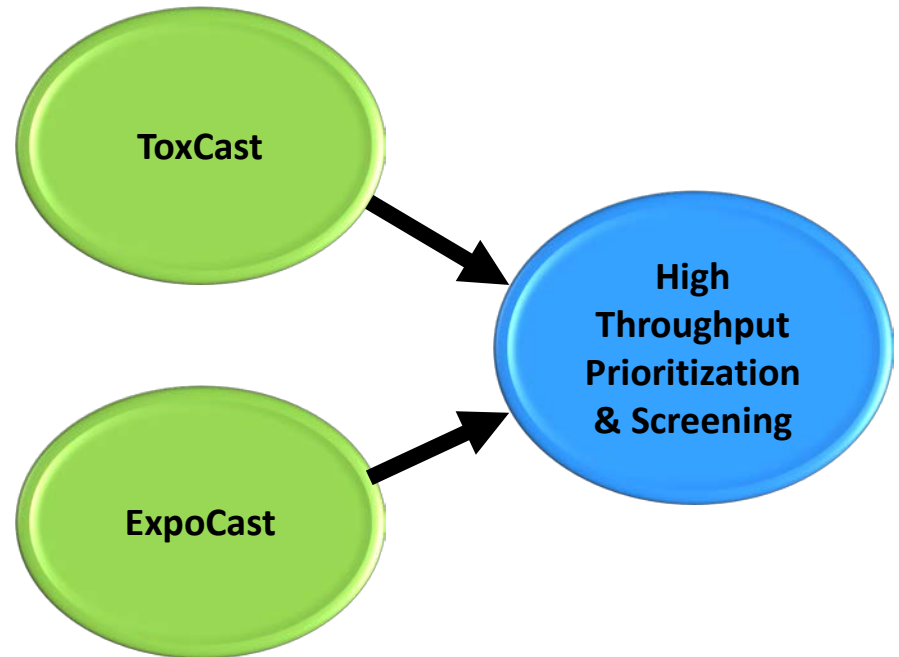 ToxCast
High
Throughput
Prioritization
& Screening
ExpoCast